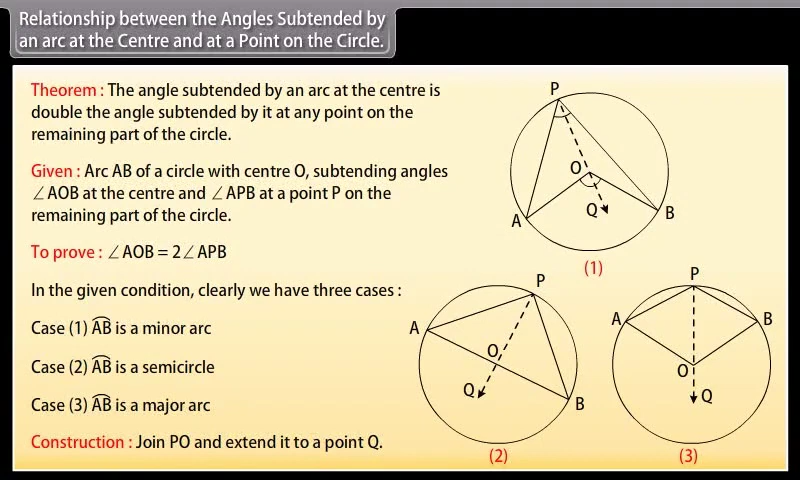 Relationship between the Angles Subtended by
an arc at the Centre and at a Point on the Circle.
Theorem : The angle subtended by an arc at the centre is
double the angle subtended by it at any point on the
remaining part of the circle.
Given : Arc AB of a circle with centre O, subtending angles
∠AOB at the centre and ∠APB at a point P on the
remaining part of the circle.
To prove : ∠AOB = 2∠APB
In the given condition, clearly we have three cases :
Case (1) A͡B is a minor arc
Case (2) A͡B is a semicircle
Case (3) A͡B is a major arc
Construction : Join PO and extend it to a point Q.
P
O
Q
A
B
(1)
P
A
O
Q
B
(2)
P
A
B
O
Q
(3)